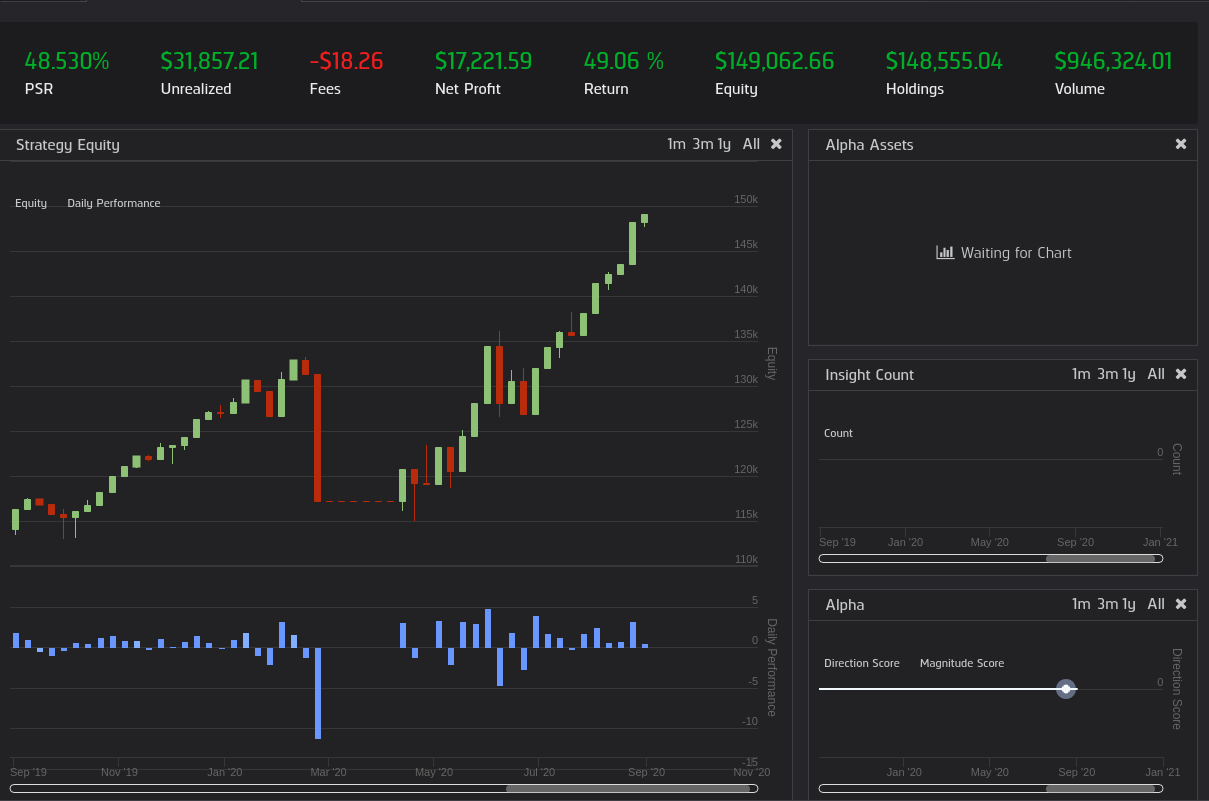 48.530% $31,857.21 -$18.26 $17,221.59 49.06 % $149,062.66 $148,555.04 $946,324.01
PSR Unrealized Fees Net Profit Return Equity Holdings Volume
Strategy Equity 1m 3m 1y All ✖
Equity Daily Performance
150k
145k
140k
135k
130k
125k
120k
115k
110k
Equity
5
0
-5
-10
-15
Daily Performance
Sep '19 Nov '19 Jan '20 Mar '20 May '20 Jul '20 Sep '20 Nov '20
Alpha Assets ✖
Waiting for Chart
Insight Count 1m 3m 1y All ✖
Count
0
Count
Sep '19 Jan '20 May '20 Sep '20 Jan '21
Alpha 1m 3m 1y All ✖
Direction Score Magnitude Score
0
Direction Score
Jan '20 May '20 Sep '20 Jan '21